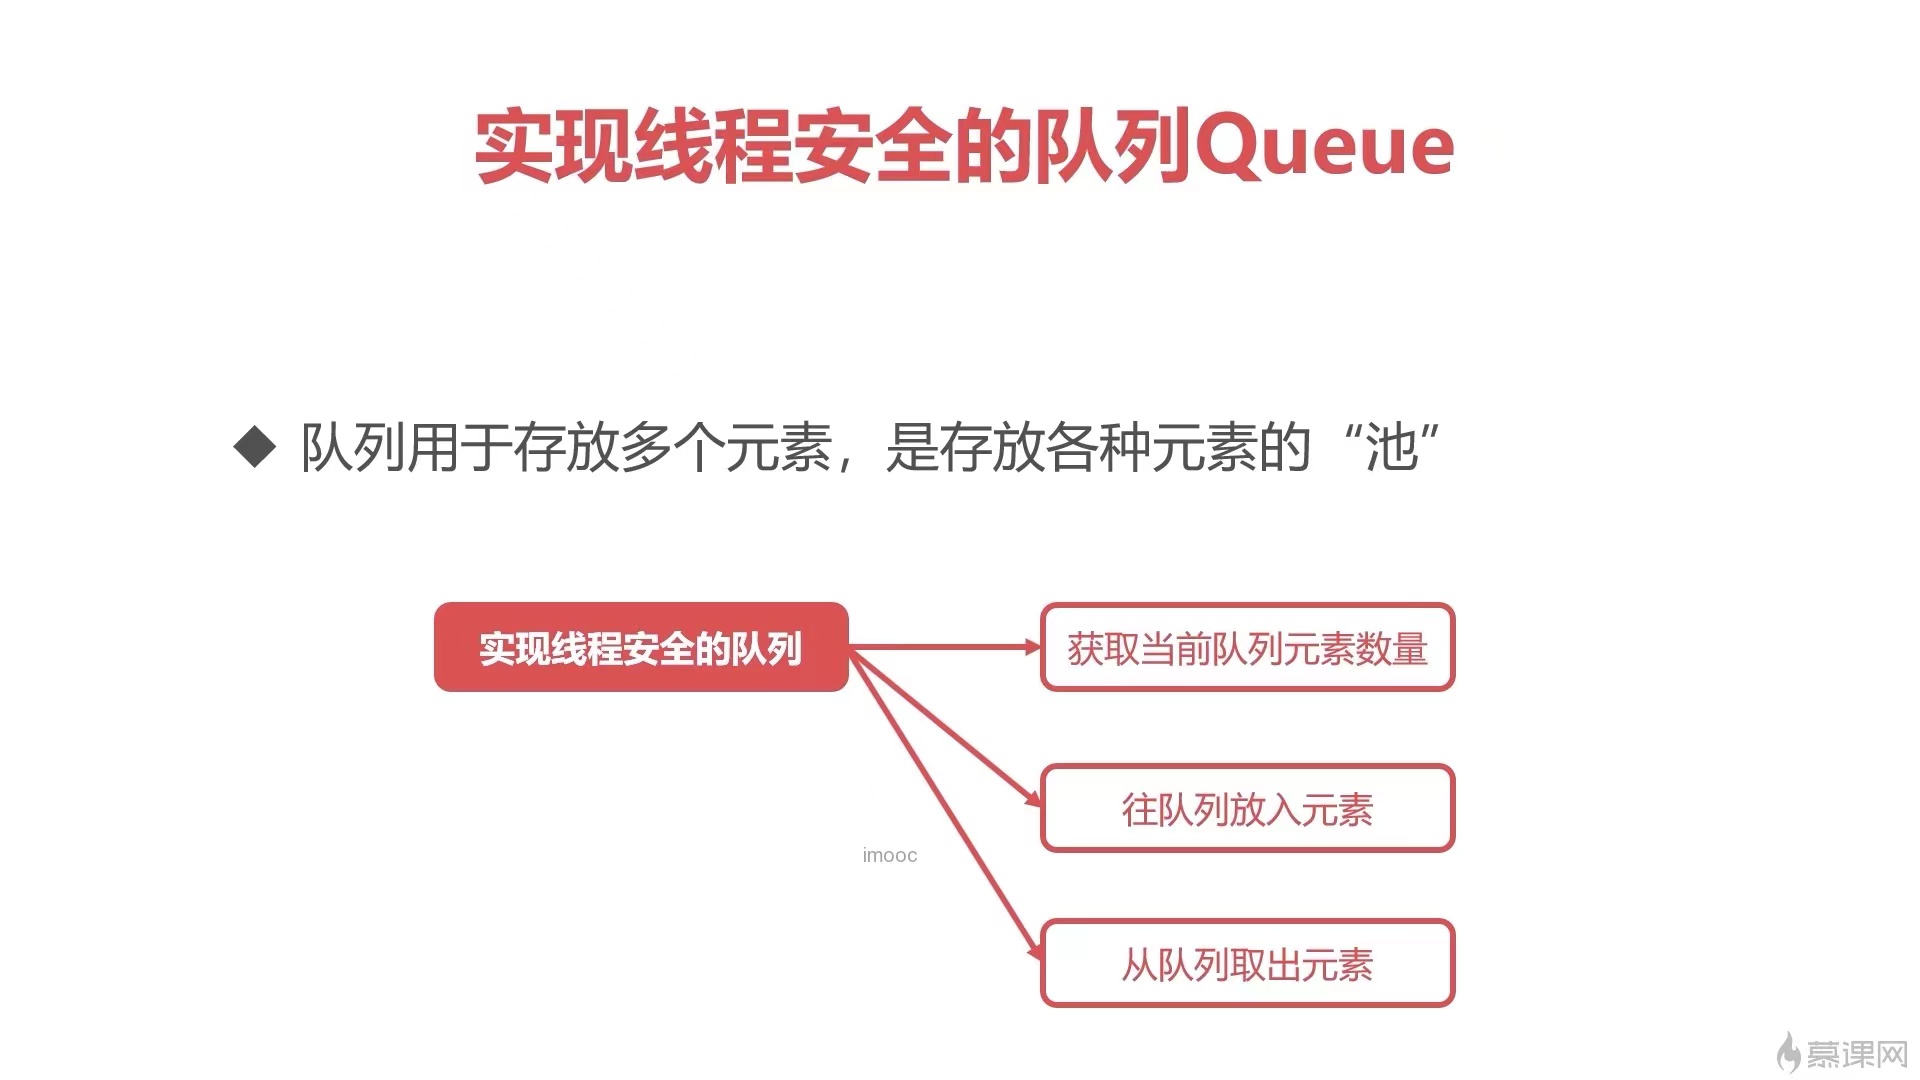 实现线程安全的队列Queue
◆ 队列用于存放多个元素，是存放各种元素的“池”
实现线程安全的队列
获取当前队列元素数量
往队列放入元素
imooc
从队列取出元素
慕课网